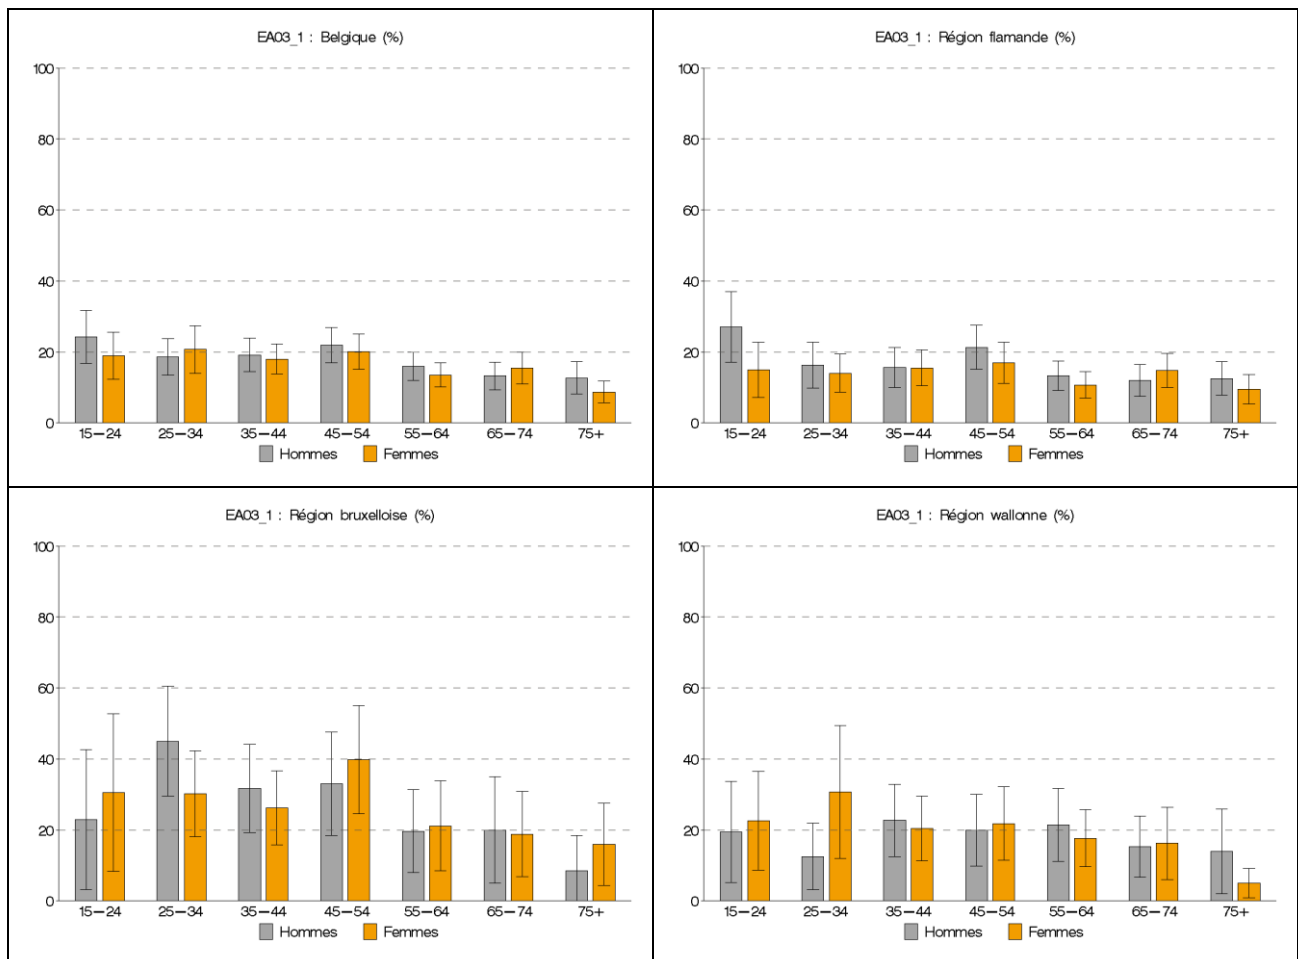 EA03_1 : Belgique (%)
100
80
60
40
20
0
15-24 25-34 35-44 45-54 55-64 65-74 75+
Hommes Femmes
EA03_1 : Région flamande (%)
100
80
60
40
20
0
15-24 25-34 35-44 45-54 55-64 65-74 75+
Hommes Femmes
EA03_1 : Région bruxelloise (%)
100
80
60
40
20
0
15-24 25-34 35-44 45-54 55-64 65-74 75+
Hommes Femmes
EA03_1 : Région wallonne (%)
100
80
60
40
20
0
15-24 25-34 35-44 45-54 55-64 65-74 75+
Hommes Femmes